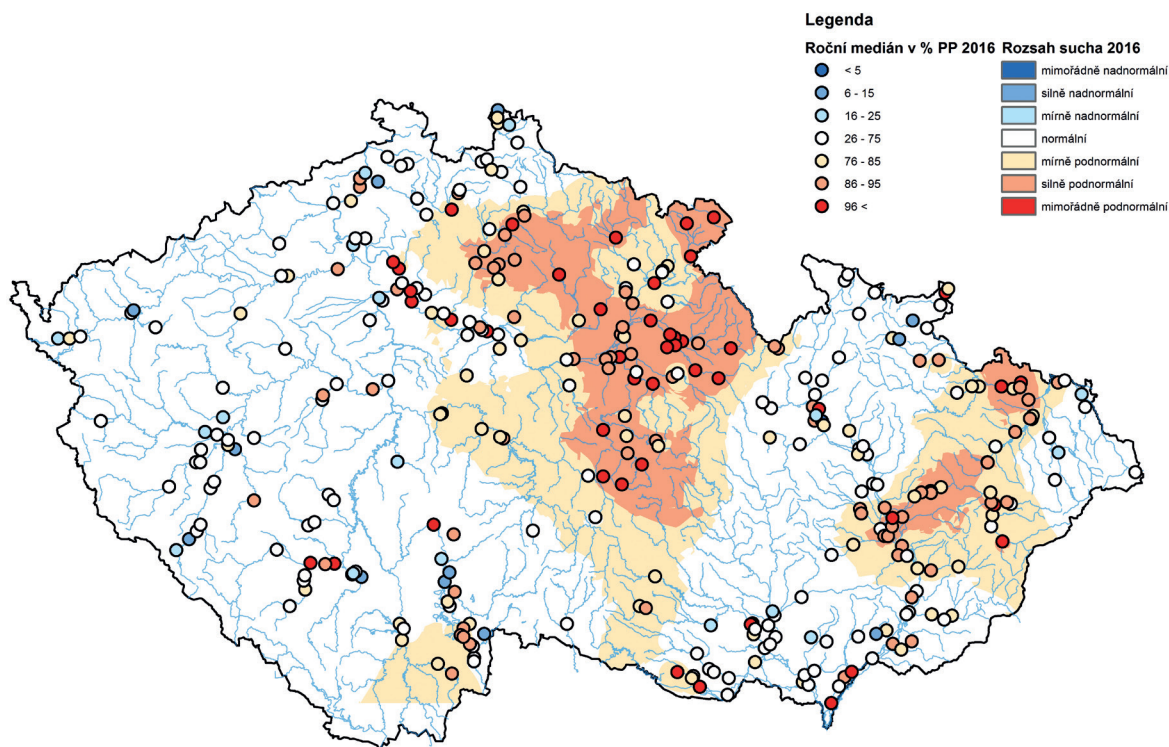 Legenda
Roční medián v % PP 2016 Rozsah sucha 2016
< 5 mimořádně nadnormální
6 - 15 silně nadnormální
16 - 25 mírně nadnormální
26 - 75 normální
76 - 85 mírně podnormální
86 - 95 silně podnormální
96 < mimořádně podnormální